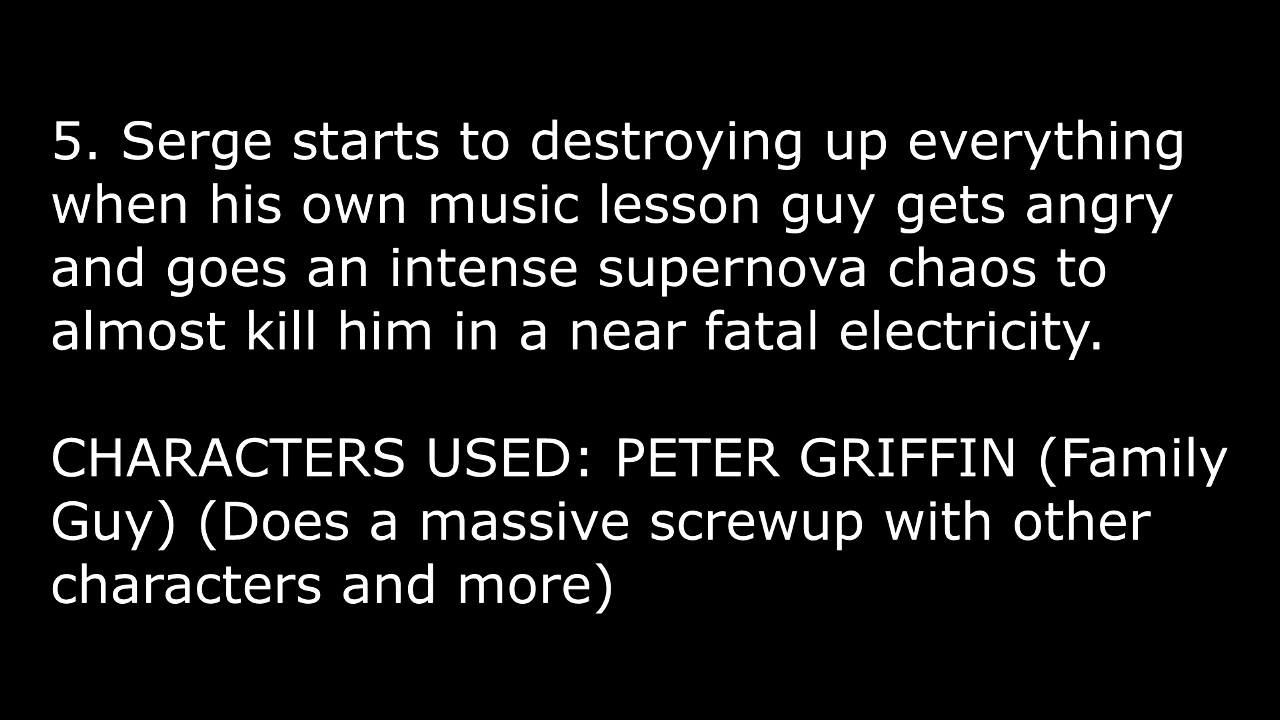 5. Serge starts to destroying up everything
when his own music lesson guy gets angry
and goes an intense supernova chaos to
almost kill him in a near fatal electricity.
CHARACTERS USED: PETER GRIFFIN (Family
Guy) (Does a massive screwup with other
characters and more)